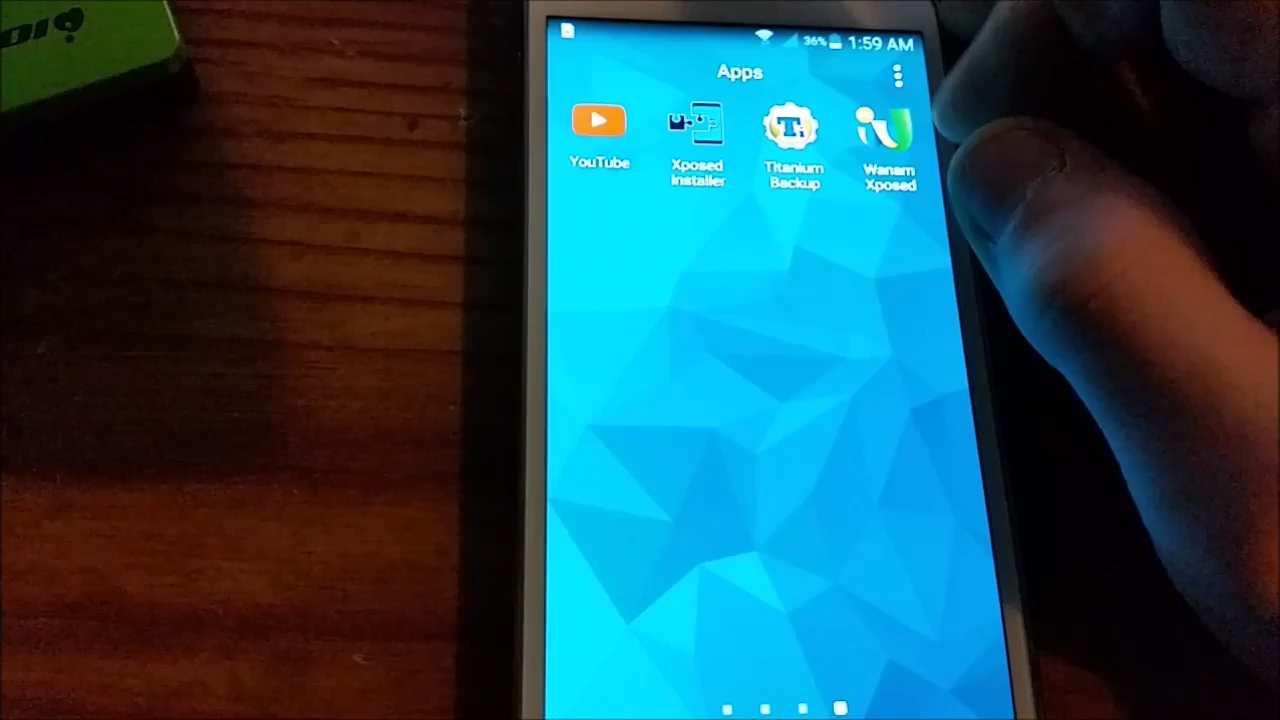 36% 1:59 AM
Apps
YouTube
Xposed
Installer
Titanium
Backup
Wanam
Xposed